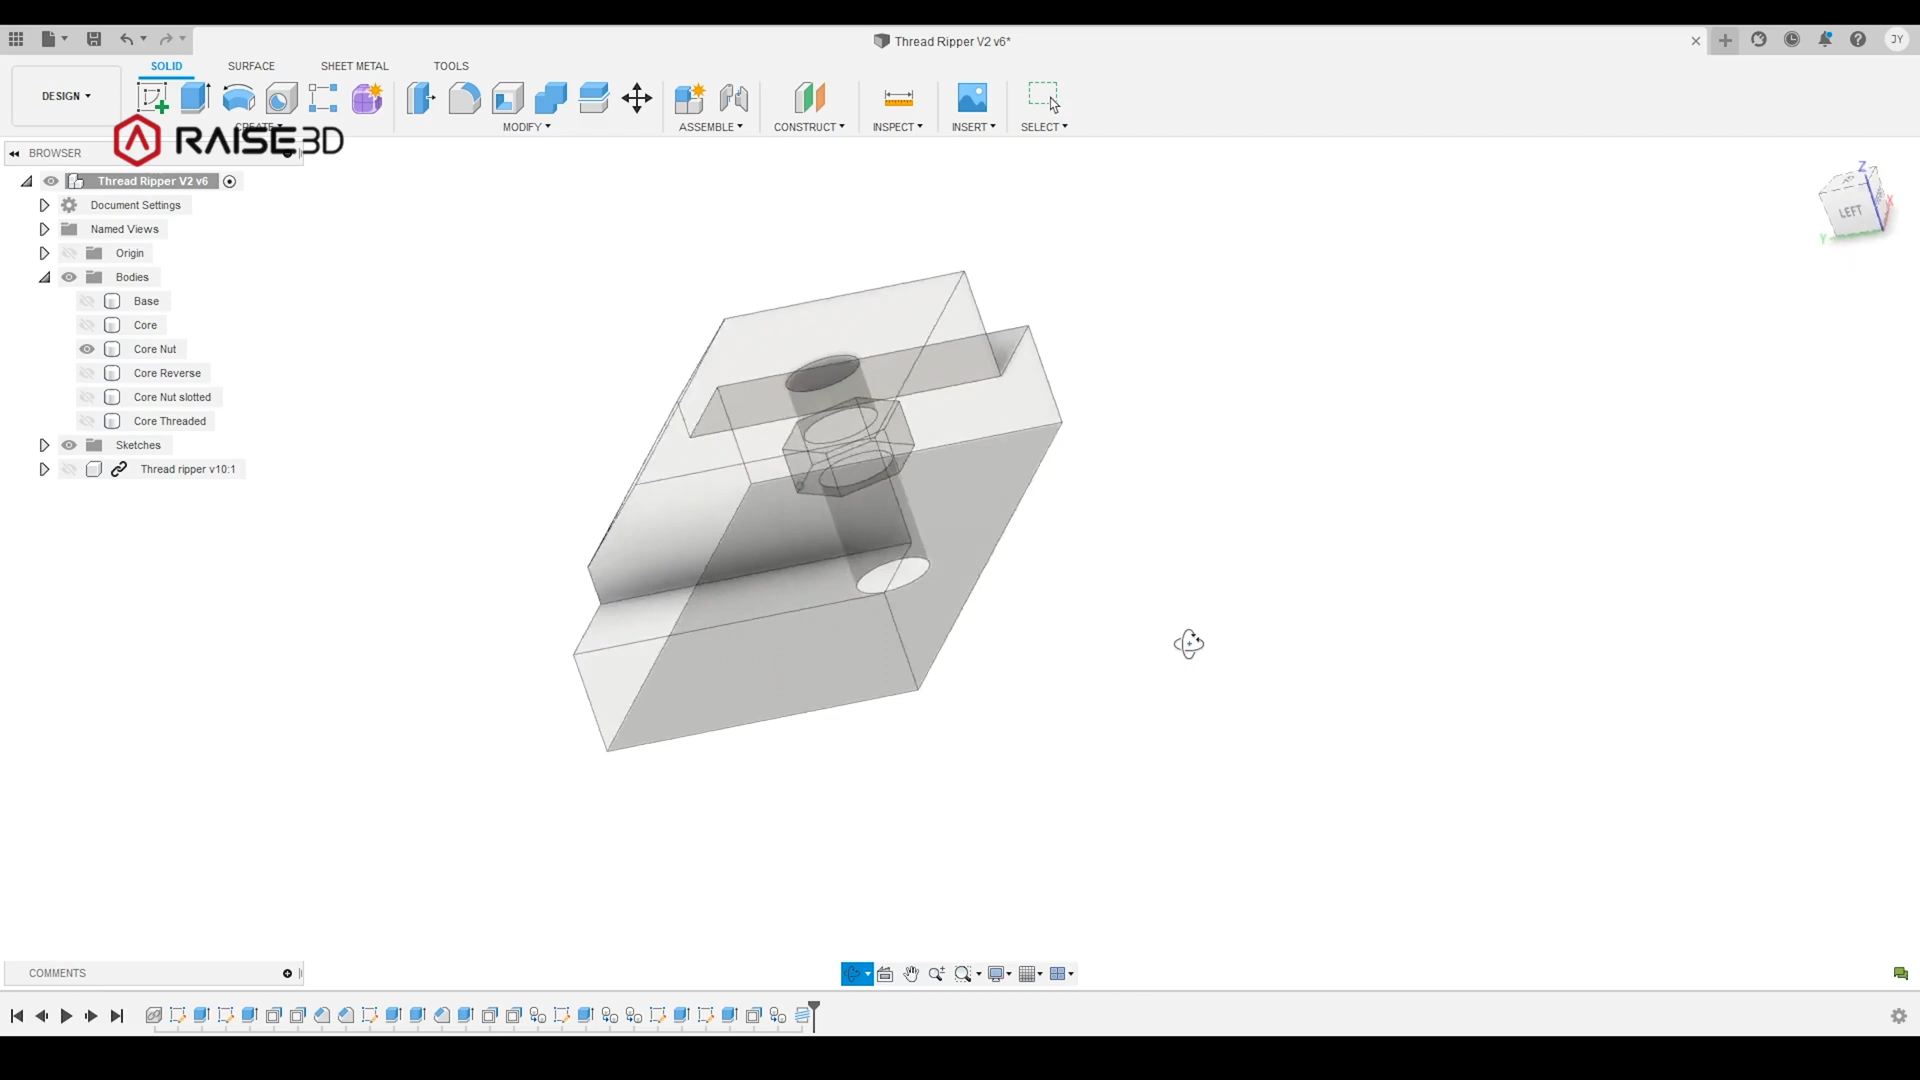 Thread Ripper V2 v6*
JY
SOLID
SURFACE
SHEET METAL
TOOLS
DESIGN
CREATE
MODIFY
ASSEMBLE
CONSTRUCT
INSPECT
INSERT
SELECT
RAISE3D
BROWSER
Thread Ripper V2 v6
Document Settings
Named Views
Origin
Bodies
Base
Core
Core Nut
Core Reverse
Core Nut slotted
Core Threaded
Sketches
Thread ripper v10:1
Z
LEFT
X
Y
COMMENTS